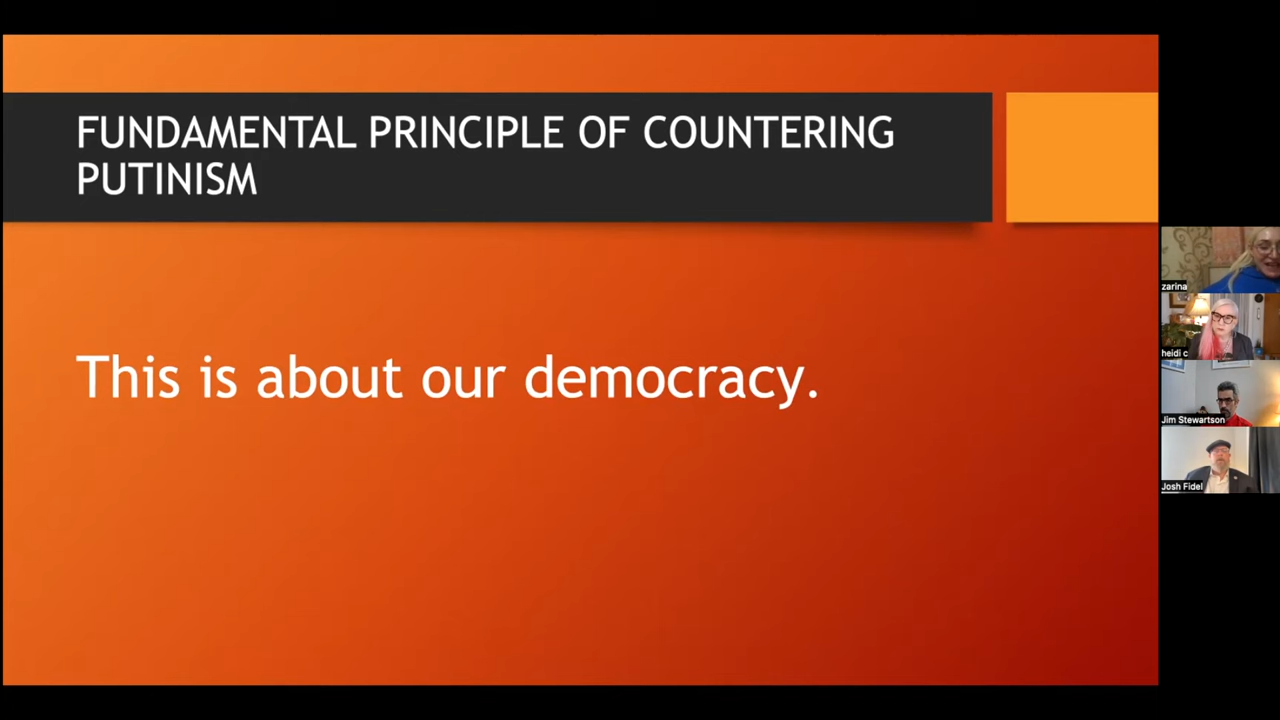 FUNDAMENTAL PRINCIPLE OF COUNTERING
PUTINISM
This is about our democracy.
zarina
heidi c
Jim Stewartson
Josh Fidel